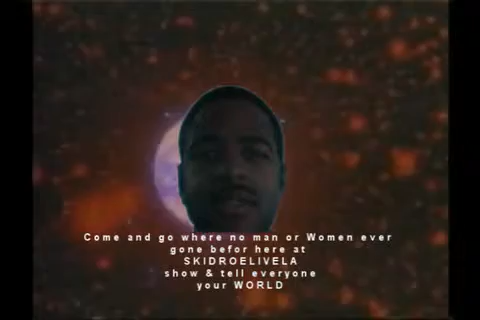 Come and go where no man or Women ever
gone befor here at
SKIDROELIVELA
show & tell everyone
your WORLD